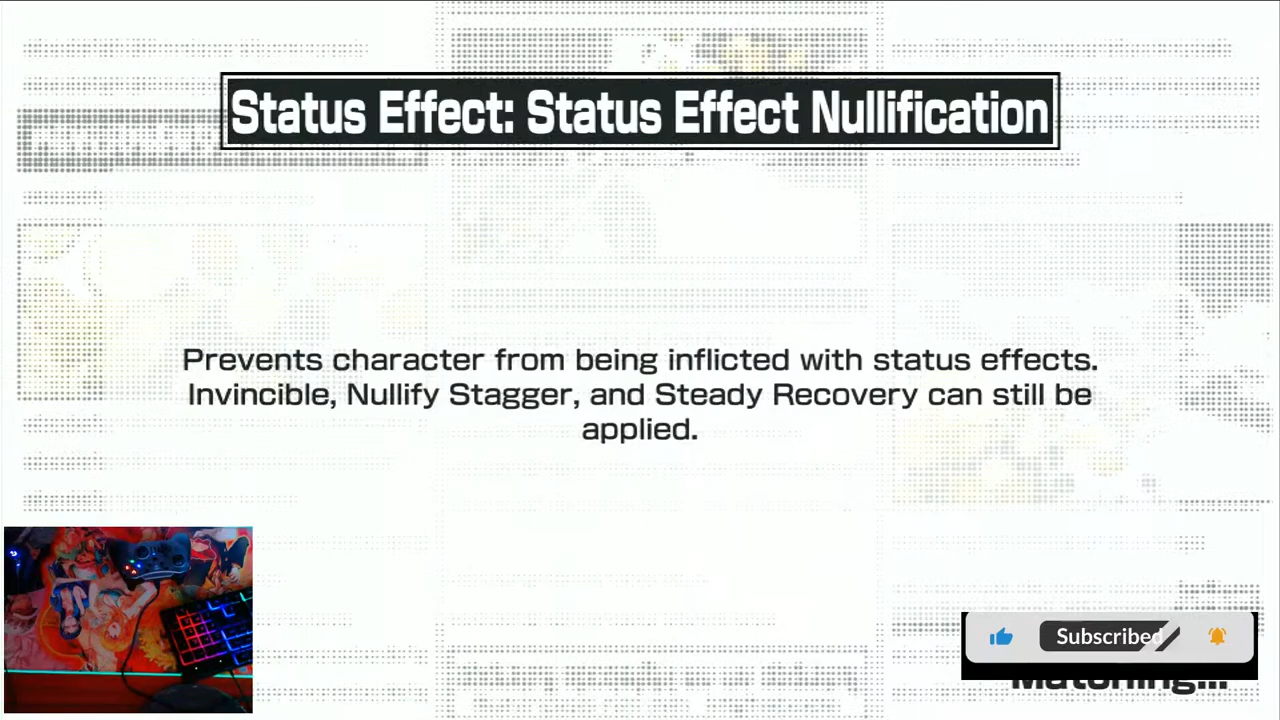 Status Effect: Status Effect Nullification
Prevents character from being inflicted with status effects.
Invincible, Nullify Stagger, and Steady Recovery can still be
applied.
Subscribed
Matching...